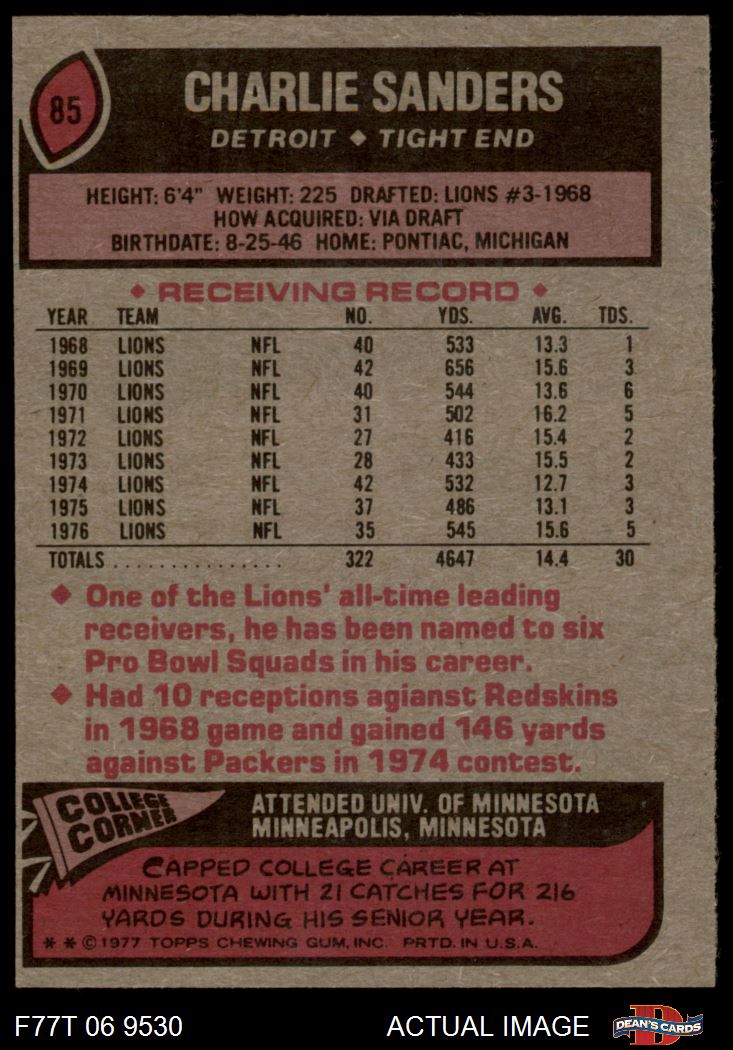 85
CHARLIE SANDERS
DETROIT ◆ TIGHT END
HEIGHT: 6'4" WEIGHT: 225 DRAFTED: LIONS #3-1968
HOW ACQUIRED: VIA DRAFT
BIRTHDATE: 8-25-46 HOME: PONTIAC, MICHIGAN
◆ RECEIVING RECORD ◆
YEAR TEAM NO. YDS. AVG. TDS.
1968 LIONS NFL 40 533 13.3 1
1969 LIONS NFL 42 656 15.6 3
1970 LIONS NFL 40 544 13.6 6
1971 LIONS NFL 31 502 16.2 5
1972 LIONS NFL 27 416 15.4 2
1973 LIONS NFL 28 433 15.5 2
1974 LIONS NFL 42 532 12.7 3
1975 LIONS NFL 37 486 13.1 3
1976 LIONS NFL 35 545 15.6 5
TOTALS . . . . . . . . . . . . . . . 322 4647 14.4 30
◆ One of the Lions' all-time leading
receivers, he has been named to six
Pro Bowl Squads in his career.
◆ Had 10 receptions agianst Redskins
in 1968 game and gained 146 yards
against Packers in 1974 contest.
COLLEGE
CORNER
ATTENDED UNIV. OF MINNESOTA
MINNEAPOLIS, MINNESOTA
CAPPED COLLEGE CAREER AT
MINNESOTA WITH 21 CATCHES FOR 216
YARDS DURING HIS SENIOR YEAR.
* * © 1977 TOPPS CHEWING GUM, INC. PRTD. IN U.S.A.
F77T 06 9530 ACTUAL IMAGE D DEAN'S CARDS